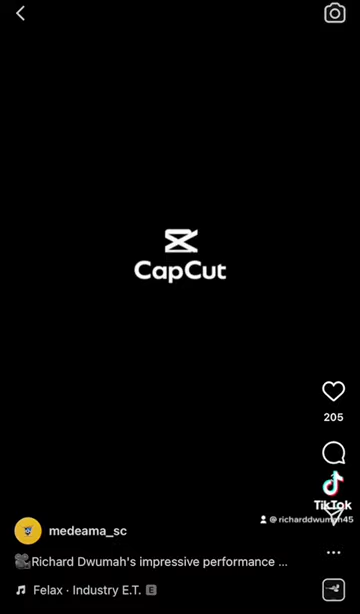 CapCut
205
TikTok
@richarddwumah45
medeama_sc
Richard Dwumah's impressive performance ...
Felax · Industry E.T. E